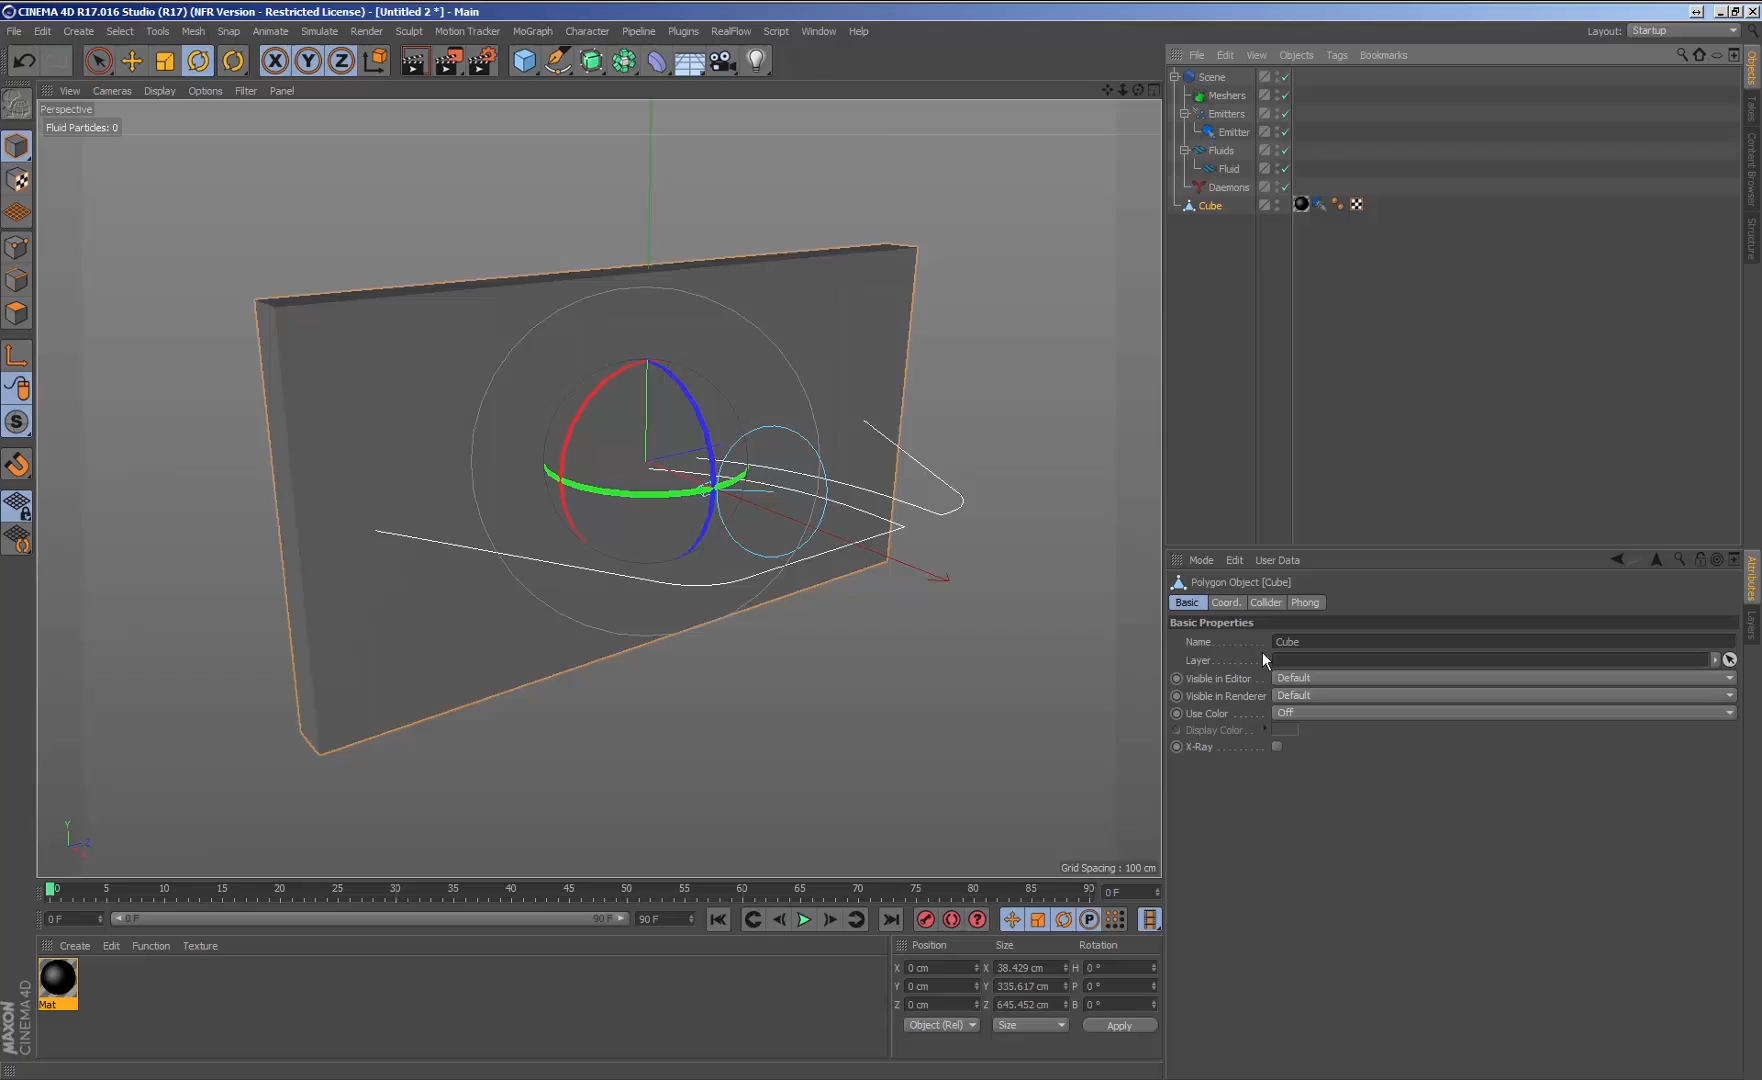 CINEMA 4D R17.016 Studio (R17) (NFR Version - Restricted License) - [Untitled 2 *] - Main
File Edit Create Select Tools Mesh Snap Animate Simulate Render Sculpt Motion Tracker MoGraph Character Pipeline Plugins RealFlow Script Window Help
Layout: Startup
X Y Z
File Edit View Objects Tags Bookmarks
View Cameras Display Options Filter Panel
Perspective
Fluid Particles: 0
Scene
Meshers
Emitters
Emitter
Fluids
Fluid
Daemons
Cube
Objects
Takes
Content Browser
Structure
Mode Edit User Data
Polygon Object [Cube]
Basic Coord. Collider Phong
Basic Properties
Name Cube
Layer
Visible in Editor Default
Visible in Renderer Default
Use Color Off
Display Color
X-Ray
Attributes
Layers
S
Y
Z
Grid Spacing : 100 cm
0 5 10 15 20 25 30 35 40 45 50 55 60 65 70 75 80 85 90 0 F
0 F 0 F 90 F 90 F
P
Create Edit Function Texture
Mat
Position Size Rotation
X 0 cm X 38.429 cm H 0 °
Y 0 cm Y 335.617 cm P 0 °
Z 0 cm Z 645.452 cm B 0 °
Object (Rel) Size Apply
MAXON
CINEMA 4D